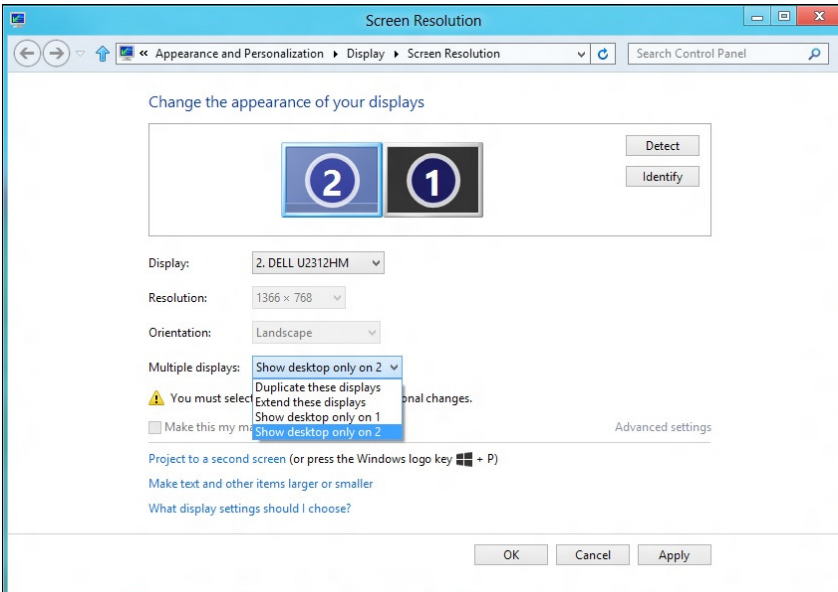 Screen Resolution
« Appearance and Personalization ▸ Display ▸ Screen Resolution
Search Control Panel
Change the appearance of your displays
2 1
Detect
Identify
Display: 2. DELL U2312HM
Resolution: 1366 × 768
Orientation: Landscape
Multiple displays: Show desktop only on 2
Duplicate these displays
You must select onal changes.
Extend these displays
Show desktop only on 1
Make this my ma Advanced settings
Show desktop only on 2
Project to a second screen (or press the Windows logo key + P)
Make text and other items larger or smaller
What display settings should I choose?
OK Cancel Apply